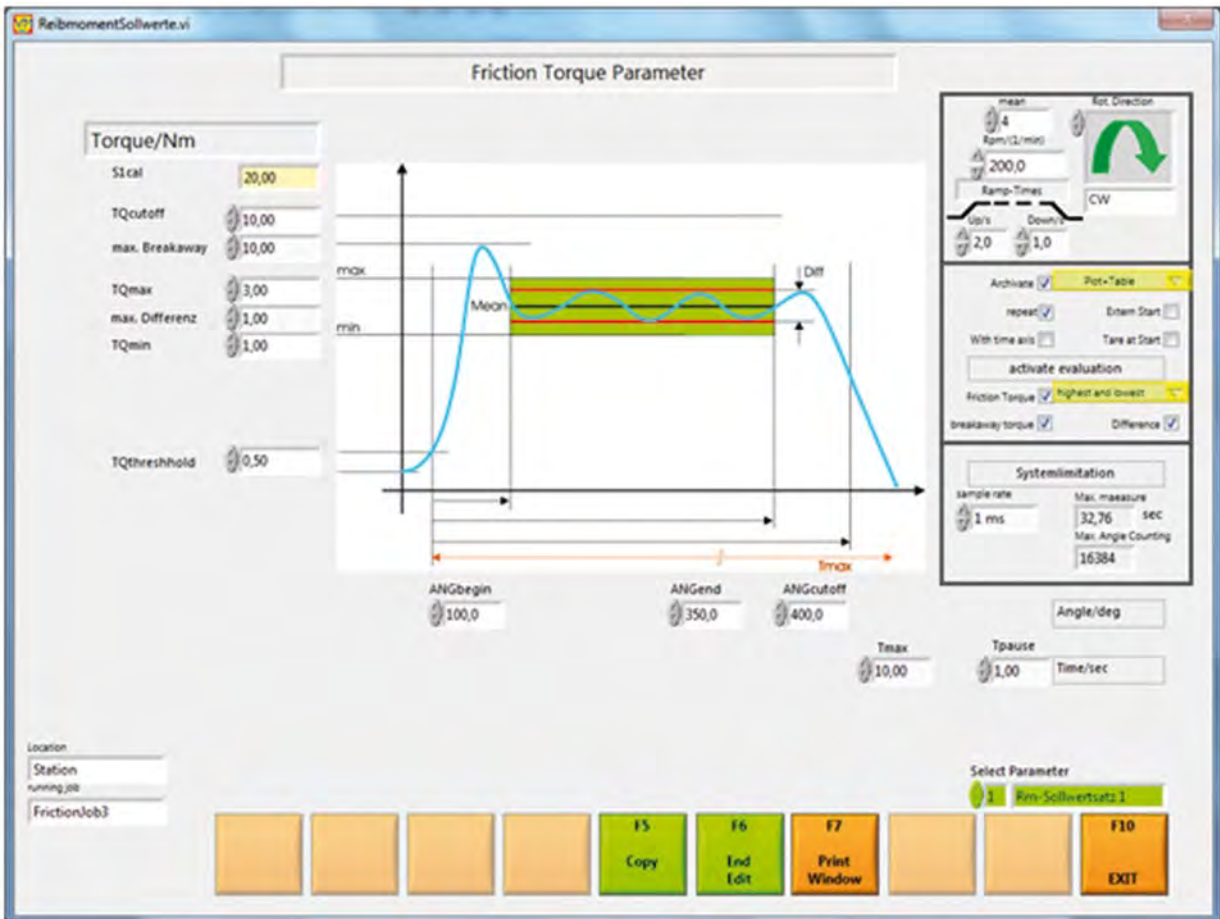 ReibmomentSollwerte.vi
Friction Torque Parameter
Torque/Nm
S1cal 20,00
TQcutoff 10,00
max. Breakaway 10,00
TQmax 3,00
max. Differenz 1,00
TQmin 1,00
TQthreshhold 0,50
max
min
Mean
Diff
Tmax
mean
4
Rpm/(1/min)
200,0
Rot. Direction
CW
Ramp-Times
Up/s Down/s
2,0 1,0
Archivate Plot+Table
repeat Extern Start
With time axis Tare at Start
activate evaluation
Friction Torque highest and lowest
breakaway torque Difference
Systemlimitation
sample rate
1 ms
Max. maeasure
32,76 sec
Max. Angle Counting
16384
ANGbegin ANGend ANGcutoff
100,0 350,0 400,0
Angle/deg
Tmax Tpause
10,00 1,00 Time/sec
Location
Station
running job
FrictionJob3
Select Parameter
1 Rm-Sollwertsatz 1
F5 F6 F7 F10
Copy End Edit Print Window EXIT